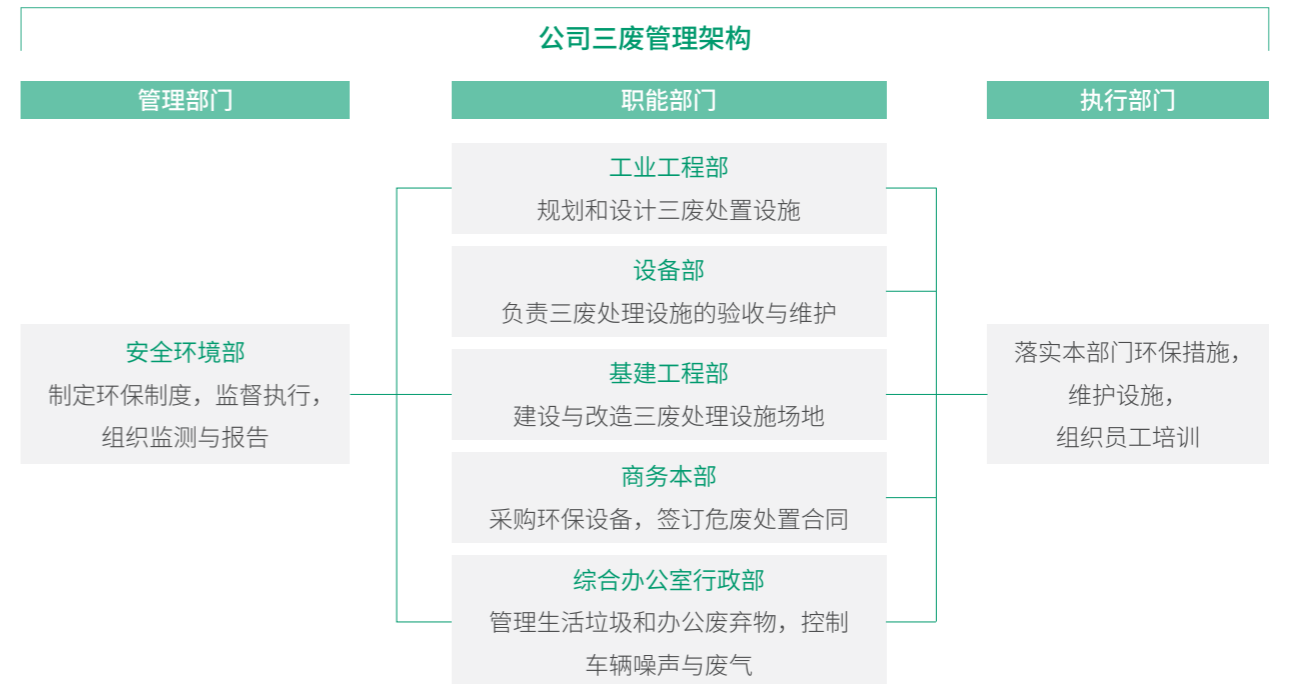 公司三废管理架构
管理部门
职能部门
执行部门
安全环境部
制定环保制度，监督执行，
组织监测与报告
工业工程部
规划和设计三废处置设施
设备部
负责三废处理设施的验收与维护
基建工程部
建设与改造三废处理设施场地
商务本部
采购环保设备，签订危废处置合同
综合办公室行政部
管理生活垃圾和办公废弃物，控制
车辆噪声与废气
落实本部门环保措施，
维护设施，
组织员工培训